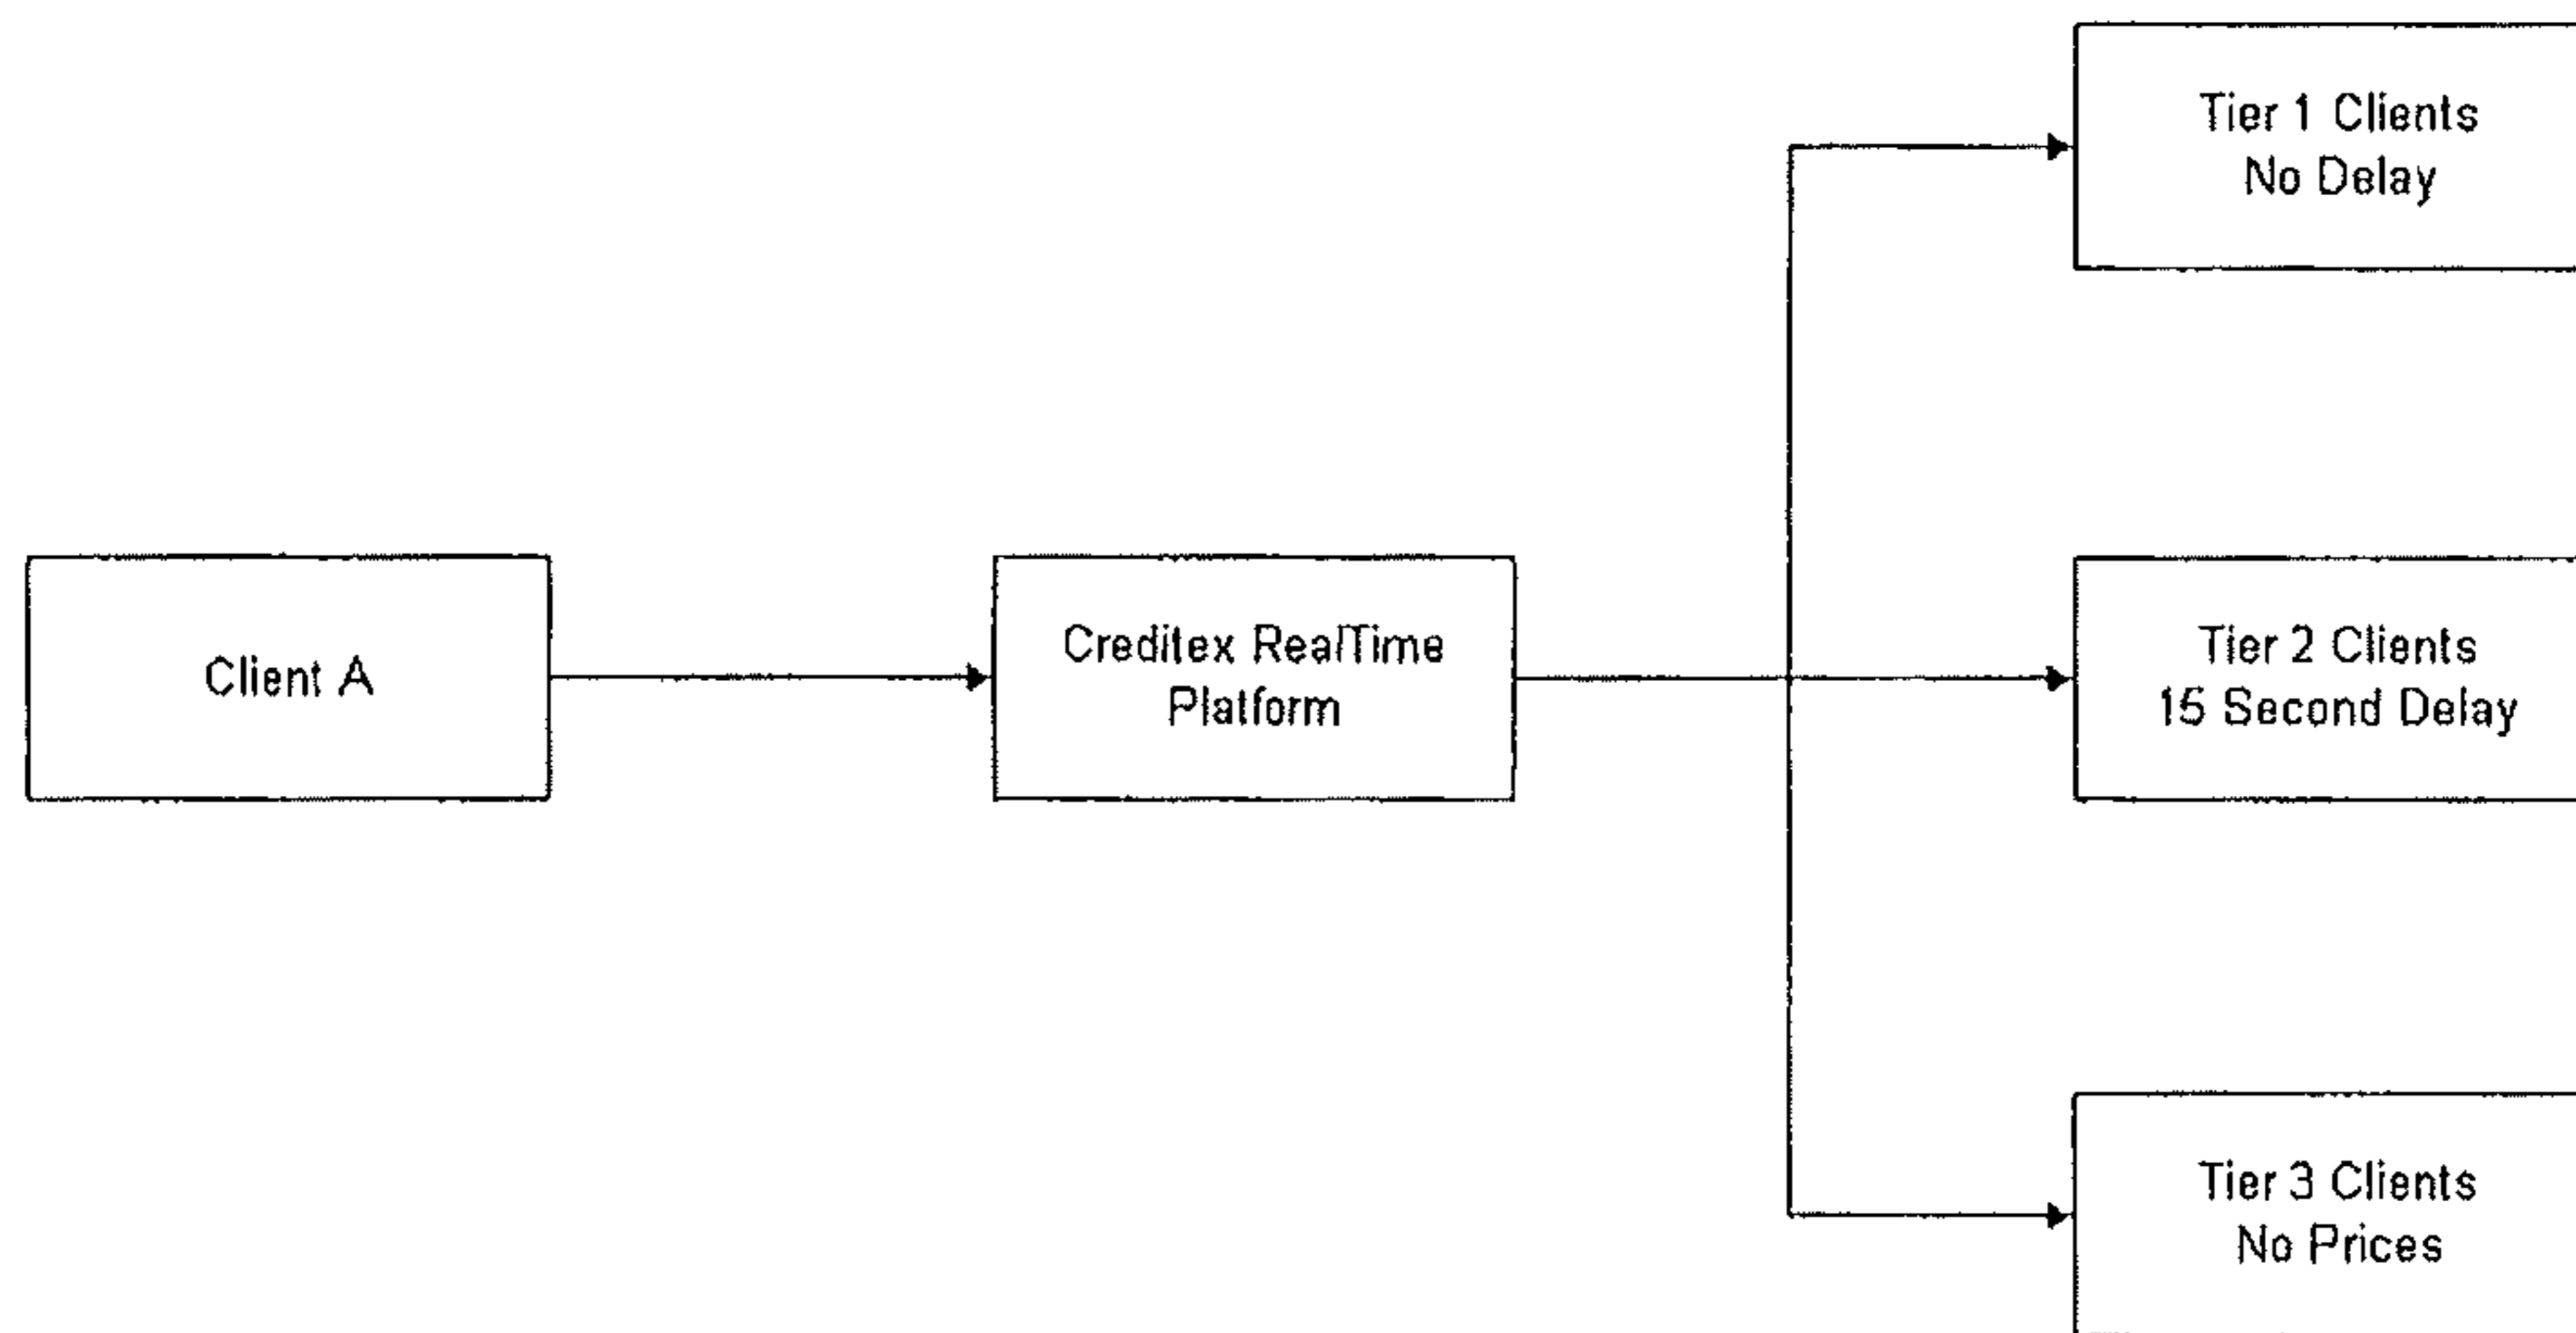 Tier 1 Clients
No Delay
Client A
Creditex RealTime
Platform
Tier 2 Clients
15 Second Delay
Tier 3 Clients
No Prices